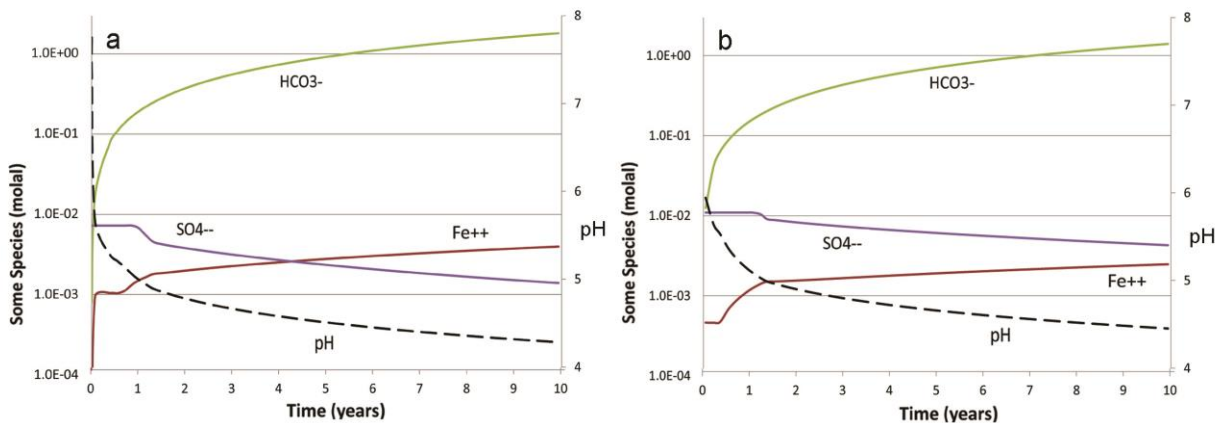 a
8
1.0E+00
HCO3-
7
1.0E-01
Some Species (molal)
6
1.0E-02
SO4--
Fe++
pH
5
1.0E-03
pH
1.0E-04
4
0 1 2 3 4 5 6 7 8 9 10
Time (years)
b
8
1.0E+00
HCO3-
7
1.0E-01
Some Species (molal)
6
1.0E-02
SO4--
pH
5
Fe++
1.0E-03
pH
1.0E-04
4
0 1 2 3 4 5 6 7 8 9 10
Time (years)